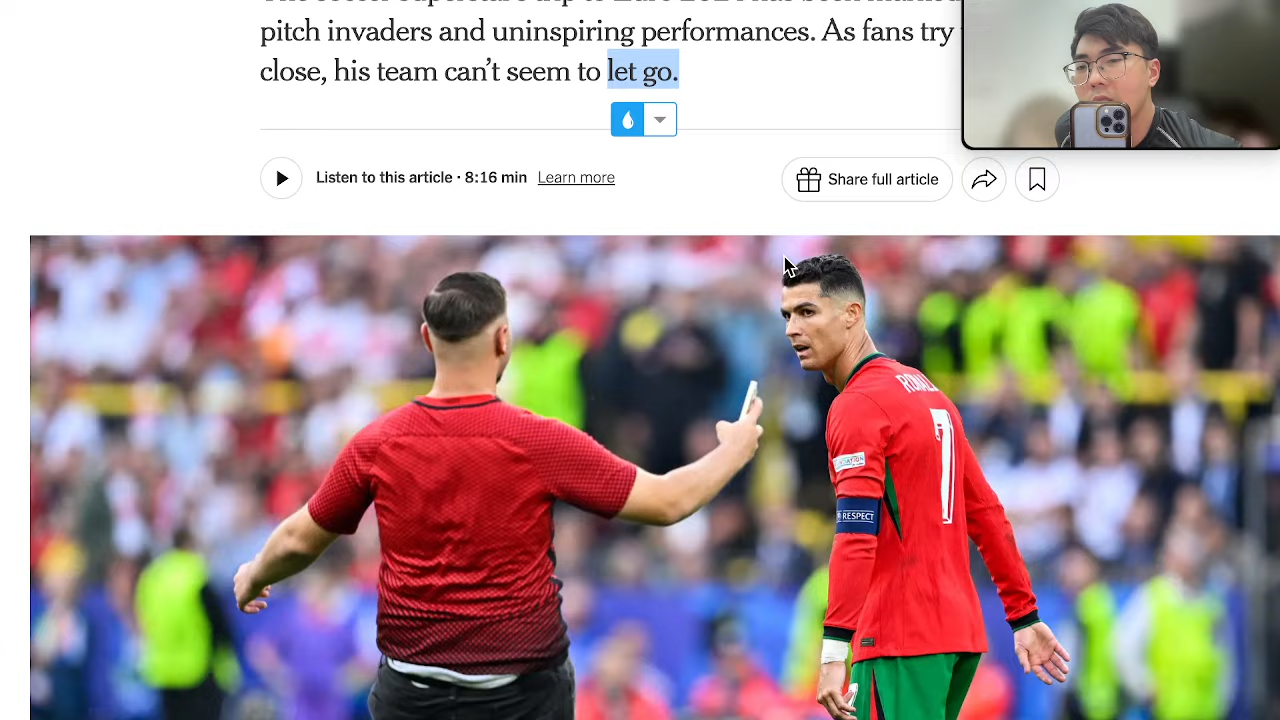 pitch invaders and uninspiring performances. As fans try
close, his team can’t seem to let go.
Listen to this article · 8:16 min Learn more
Share full article
RESPECT
7